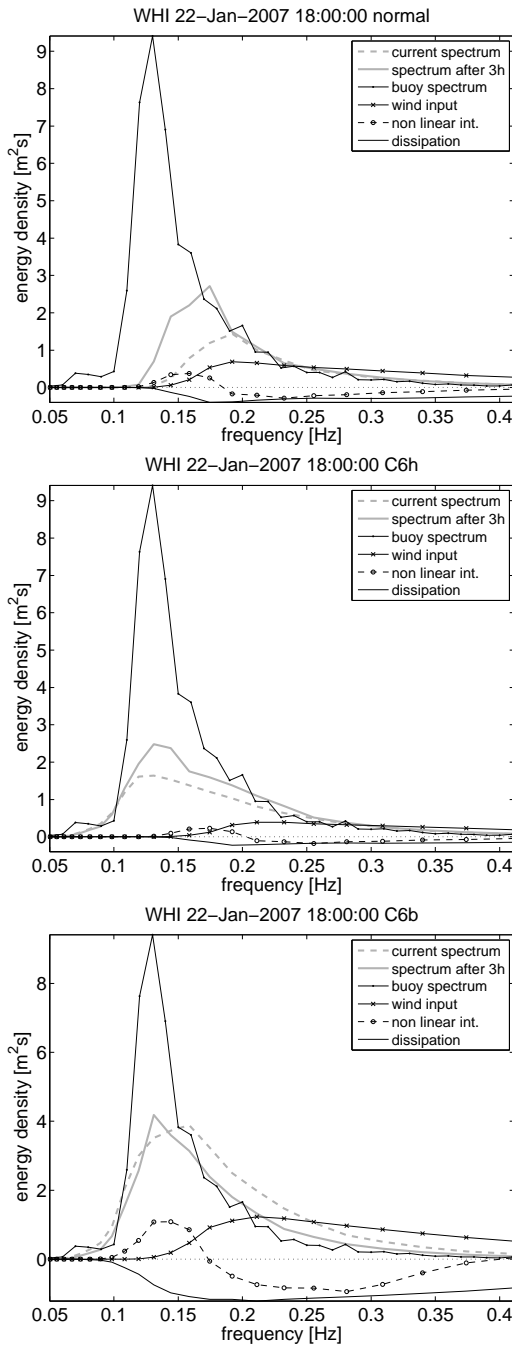 WHI 22−Jan−2007 18:00:00 normal
energy density [m²s]
9
8
7
6
5
4
3
2
1
0
current spectrum
spectrum after 3h
buoy spectrum
wind input
non linear int.
dissipation
0.05 0.1 0.15 0.2 0.25 0.3 0.35 0.4
frequency [Hz]
WHI 22−Jan−2007 18:00:00 C6h
energy density [m²s]
9
8
7
6
5
4
3
2
1
0
current spectrum
spectrum after 3h
buoy spectrum
wind input
non linear int.
dissipation
0.05 0.1 0.15 0.2 0.25 0.3 0.35 0.4
frequency [Hz]
WHI 22−Jan−2007 18:00:00 C6b
energy density [m²s]
8
6
4
2
0
current spectrum
spectrum after 3h
buoy spectrum
wind input
non linear int.
dissipation
0.05 0.1 0.15 0.2 0.25 0.3 0.35 0.4
frequency [Hz]